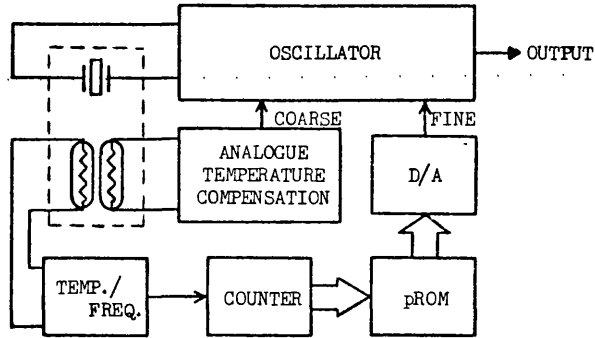 OSCILLATOR
OUTPUT
COARSE
FINE
ANALOGUE
TEMPERATURE
COMPENSATION
D/A
TEMP./
FREQ.
COUNTER
pROM